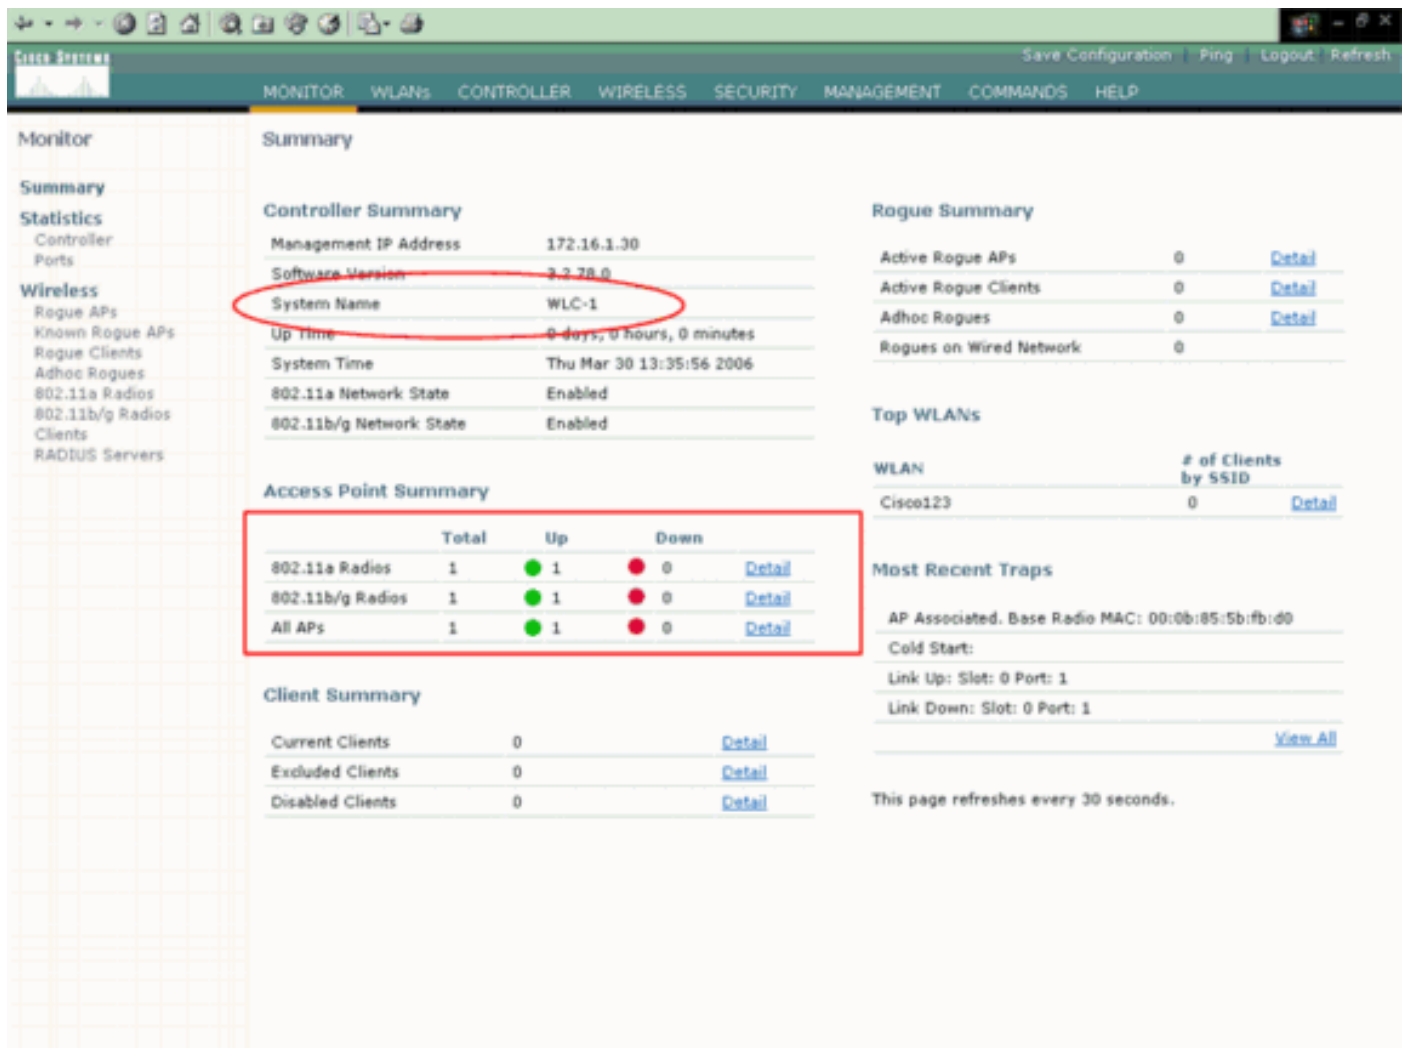 CISCO SYSTEMS
Save Configuration | Ping | Logout | Refresh
MONITOR WLANs CONTROLLER WIRELESS SECURITY MANAGEMENT COMMANDS HELP
Monitor
Summary
Statistics
Controller
Ports
Wireless
Rogue APs
Known Rogue APs
Rogue Clients
Adhoc Rogues
802.11a Radios
802.11b/g Radios
Clients
RADIUS Servers
Summary
Controller Summary
Management IP Address 172.16.1.30
Software Version 3.2.78.0
System Name WLC-1
Up Time 0 days, 0 hours, 0 minutes
System Time Thu Mar 30 13:35:56 2006
802.11a Network State Enabled
802.11b/g Network State Enabled
Access Point Summary
Total Up Down
802.11a Radios 1 1 0 Detail
802.11b/g Radios 1 1 0 Detail
All APs 1 1 0 Detail
Client Summary
Current Clients 0 Detail
Excluded Clients 0 Detail
Disabled Clients 0 Detail
Rogue Summary
Active Rogue APs 0 Detail
Active Rogue Clients 0 Detail
Adhoc Rogues 0 Detail
Rogues on Wired Network 0
Top WLANs
WLAN # of Clients by SSID
Cisco123 0 Detail
Most Recent Traps
AP Associated. Base Radio MAC: 00:0b:85:5b:fb:d0
Cold Start:
Link Up: Slot: 0 Port: 1
Link Down: Slot: 0 Port: 1
View All
This page refreshes every 30 seconds.